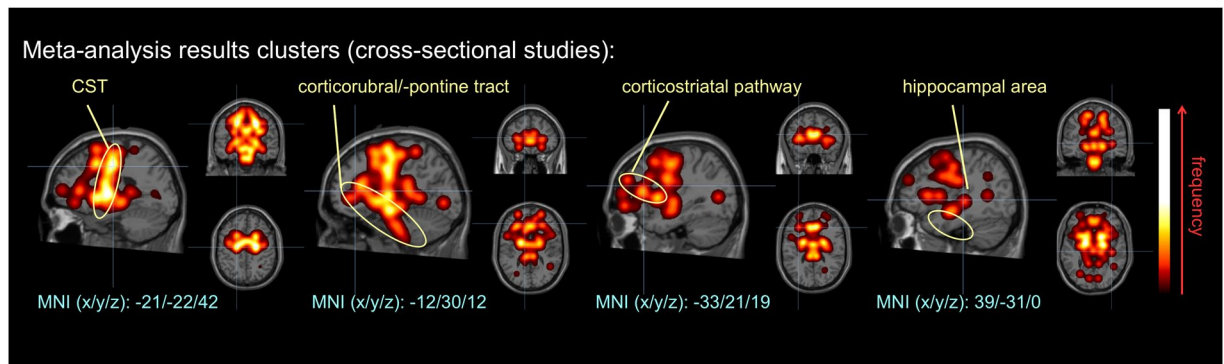 Meta-analysis results clusters (cross-sectional studies):
CST
corticorubral/-pontine tract
corticostriatal pathway
hippocampal area
frequency
MNI (x/y/z): -21/-22/42
MNI (x/y/z): -12/30/12
MNI (x/y/z): -33/21/19
MNI (x/y/z): 39/-31/0